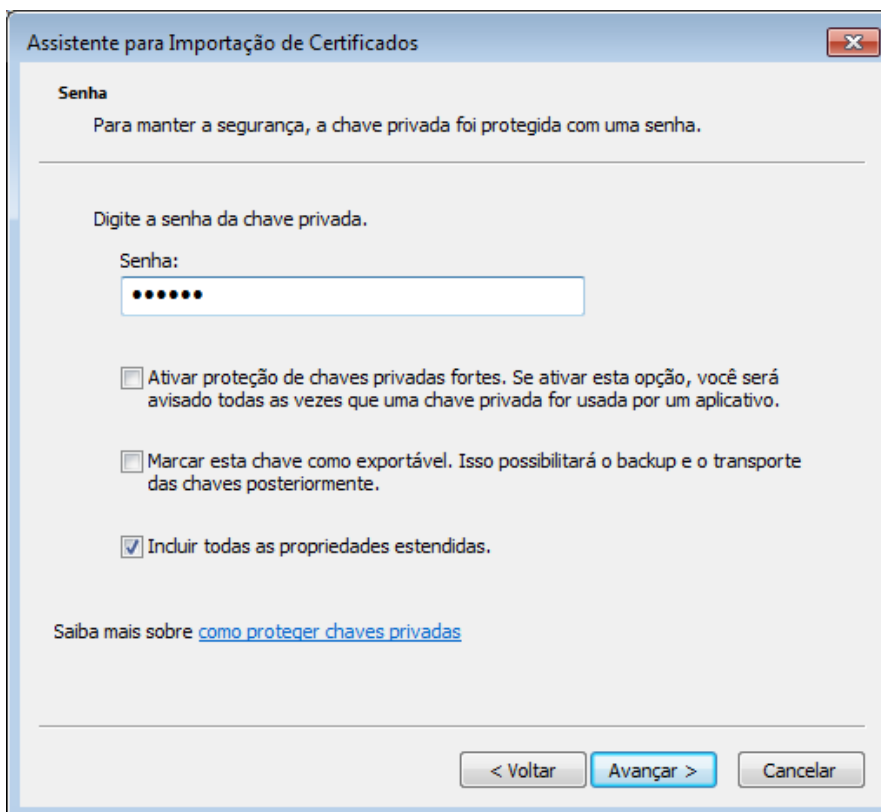 Assistente para Importação de Certificados
Senha
Para manter a segurança, a chave privada foi protegida com uma senha.
Digite a senha da chave privada.
Senha:
••••••
Ativar proteção de chaves privadas fortes. Se ativar esta opção, você será
avisado todas as vezes que uma chave privada for usada por um aplicativo.
Marcar esta chave como exportável. Isso possibilitará o backup e o transporte
das chaves posteriormente.
Incluir todas as propriedades estendidas.
Saiba mais sobre como proteger chaves privadas
< Voltar Avançar > Cancelar